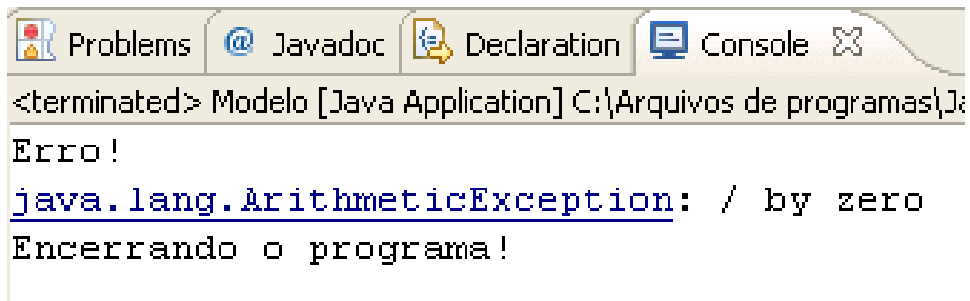 Problems @ Javadoc Declaration Console
<terminated> Modelo [Java Application] C:\Arquivos de programas\Ja
Erro!
java.lang.ArithmeticException: / by zero
Encerrando o programa!